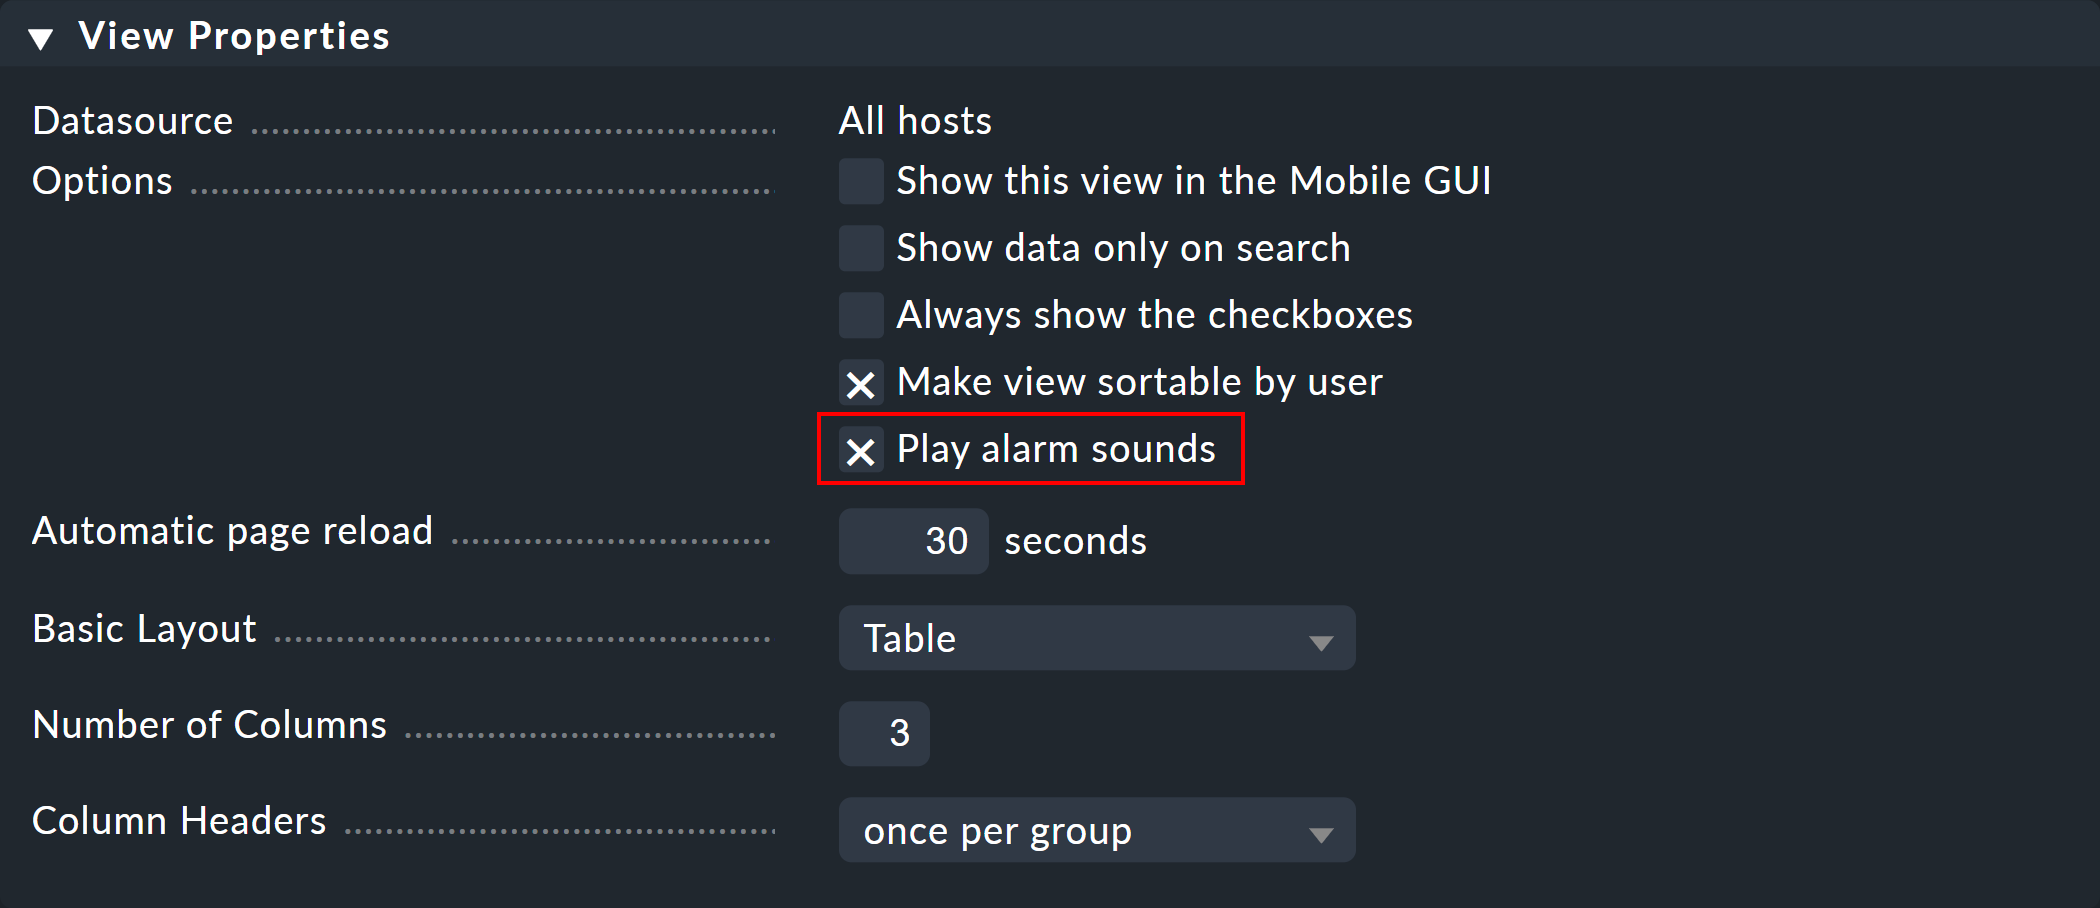 View Properties
Datasource All hosts
Options Show this view in the Mobile GUI
Show data only on search
Always show the checkboxes
Make view sortable by user
Play alarm sounds
Automatic page reload 30 seconds
Basic Layout Table
Number of Columns 3
Column Headers once per group